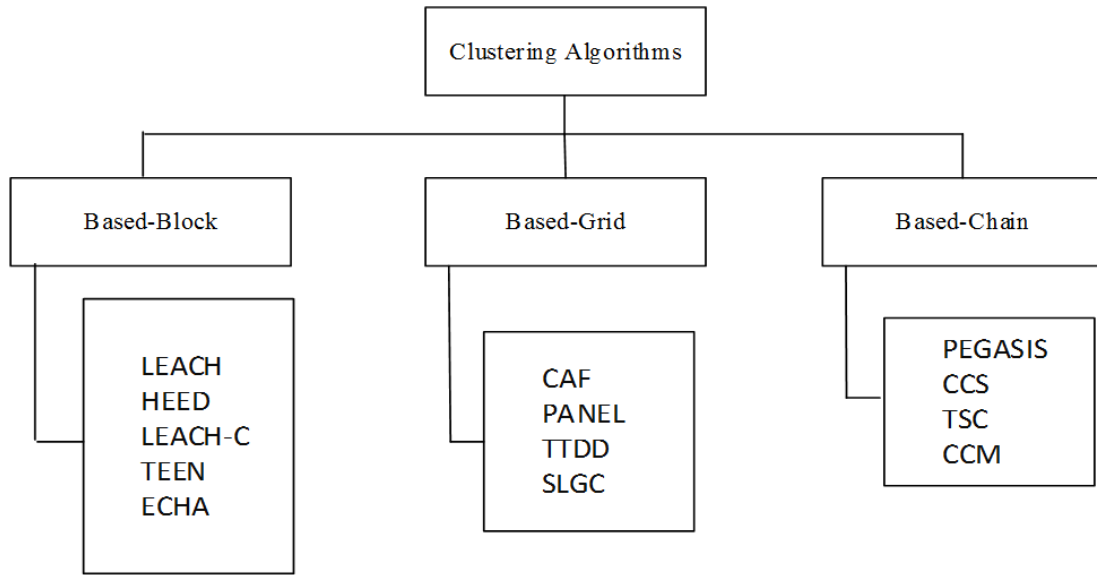 Clustering Algorithms
Based-Block
Based-Grid
Based-Chain
LEACH
HEED
LEACH-C
TEEN
ECHA
CAF
PANEL
TTDD
SLGC
PEGASIS
CCS
TSC
CCM